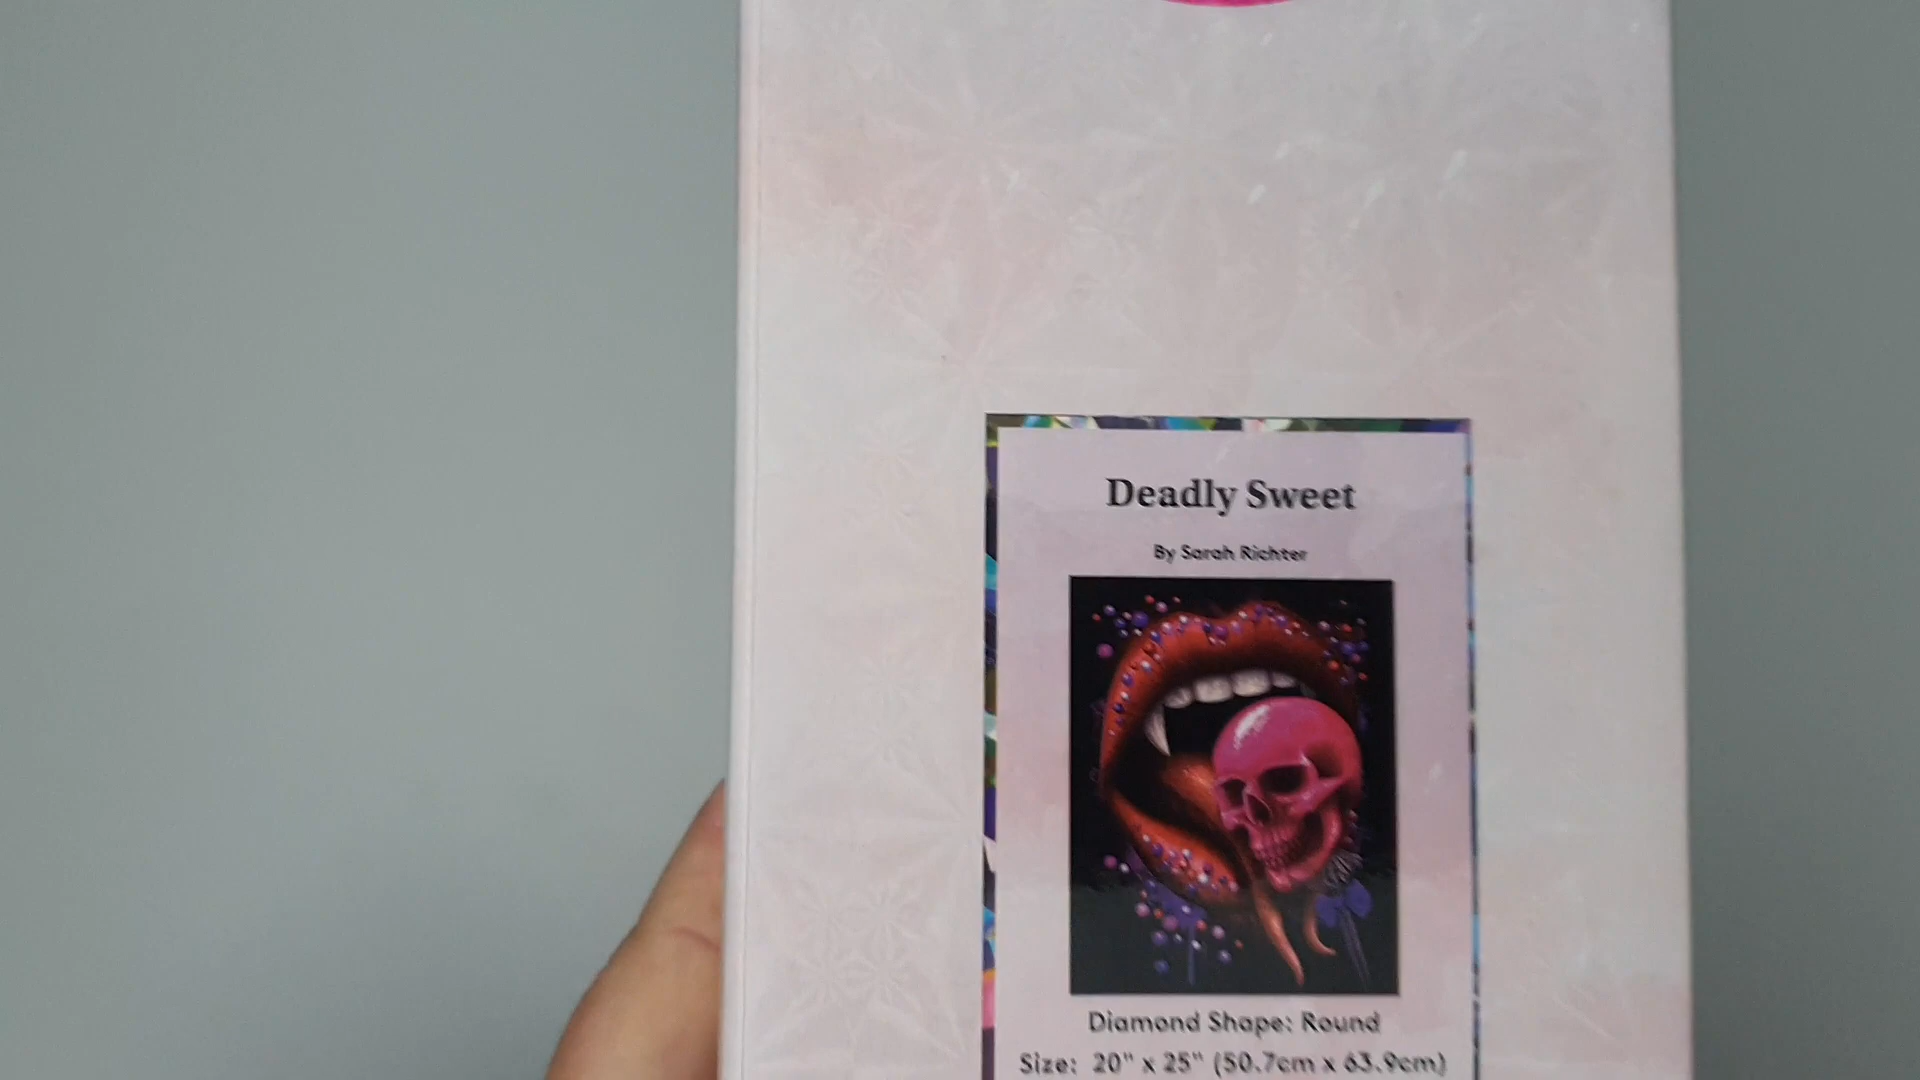 Deadly Sweet
By Sarah Richter
Diamond Shape: Round
Size: 20" x 25" (50.7cm x 63.9cm)